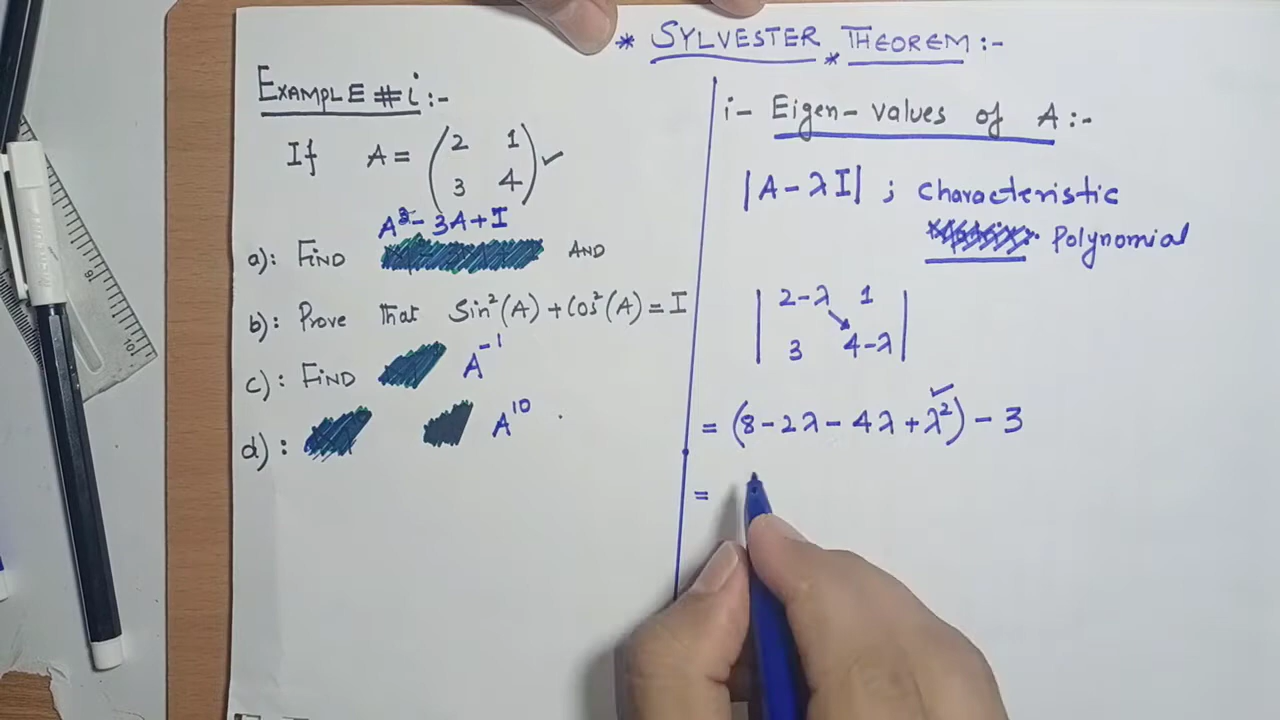 * SYLVESTER * THEOREM:-
EXAMPLE #i:-
If A = (2 1
3 4) ✓
A² - 3A + I
a): FIND AND
b): Prove that Sin²(A) + Cos²(A) = I
c): FIND A⁻¹
d): A¹⁰ .
i- Eigen-values of A:-
|A - λI| ; Characteristic
Polynomial
|2-λ 1
3 4-λ|
= (8 - 2λ - 4λ + λ²) - 3
=